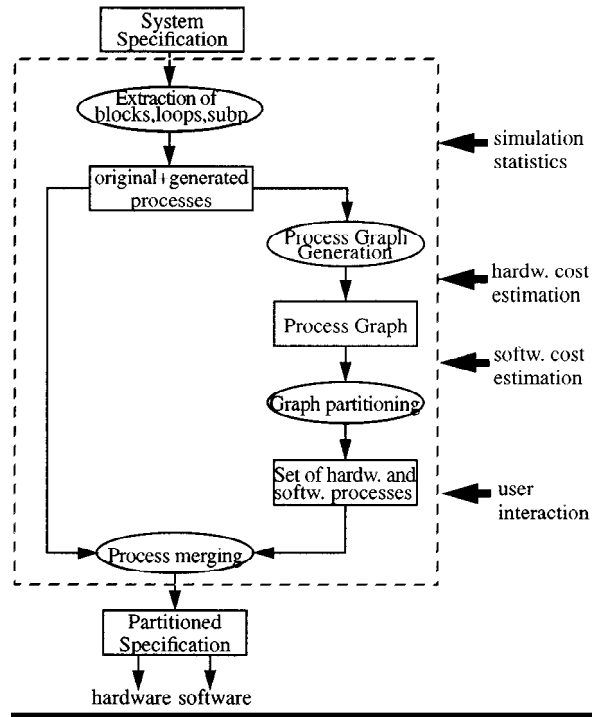 System
Specification
Extraction of
blocks,loops,subp
simulation
statistics
original+generated
processes
Process Graph
Generation
hardw. cost
estimation
Process Graph
softw. cost
estimation
Graph partitioning
Set of hardw. and
softw. processes
user
interaction
Process merging
Partitioned
Specification
hardware software